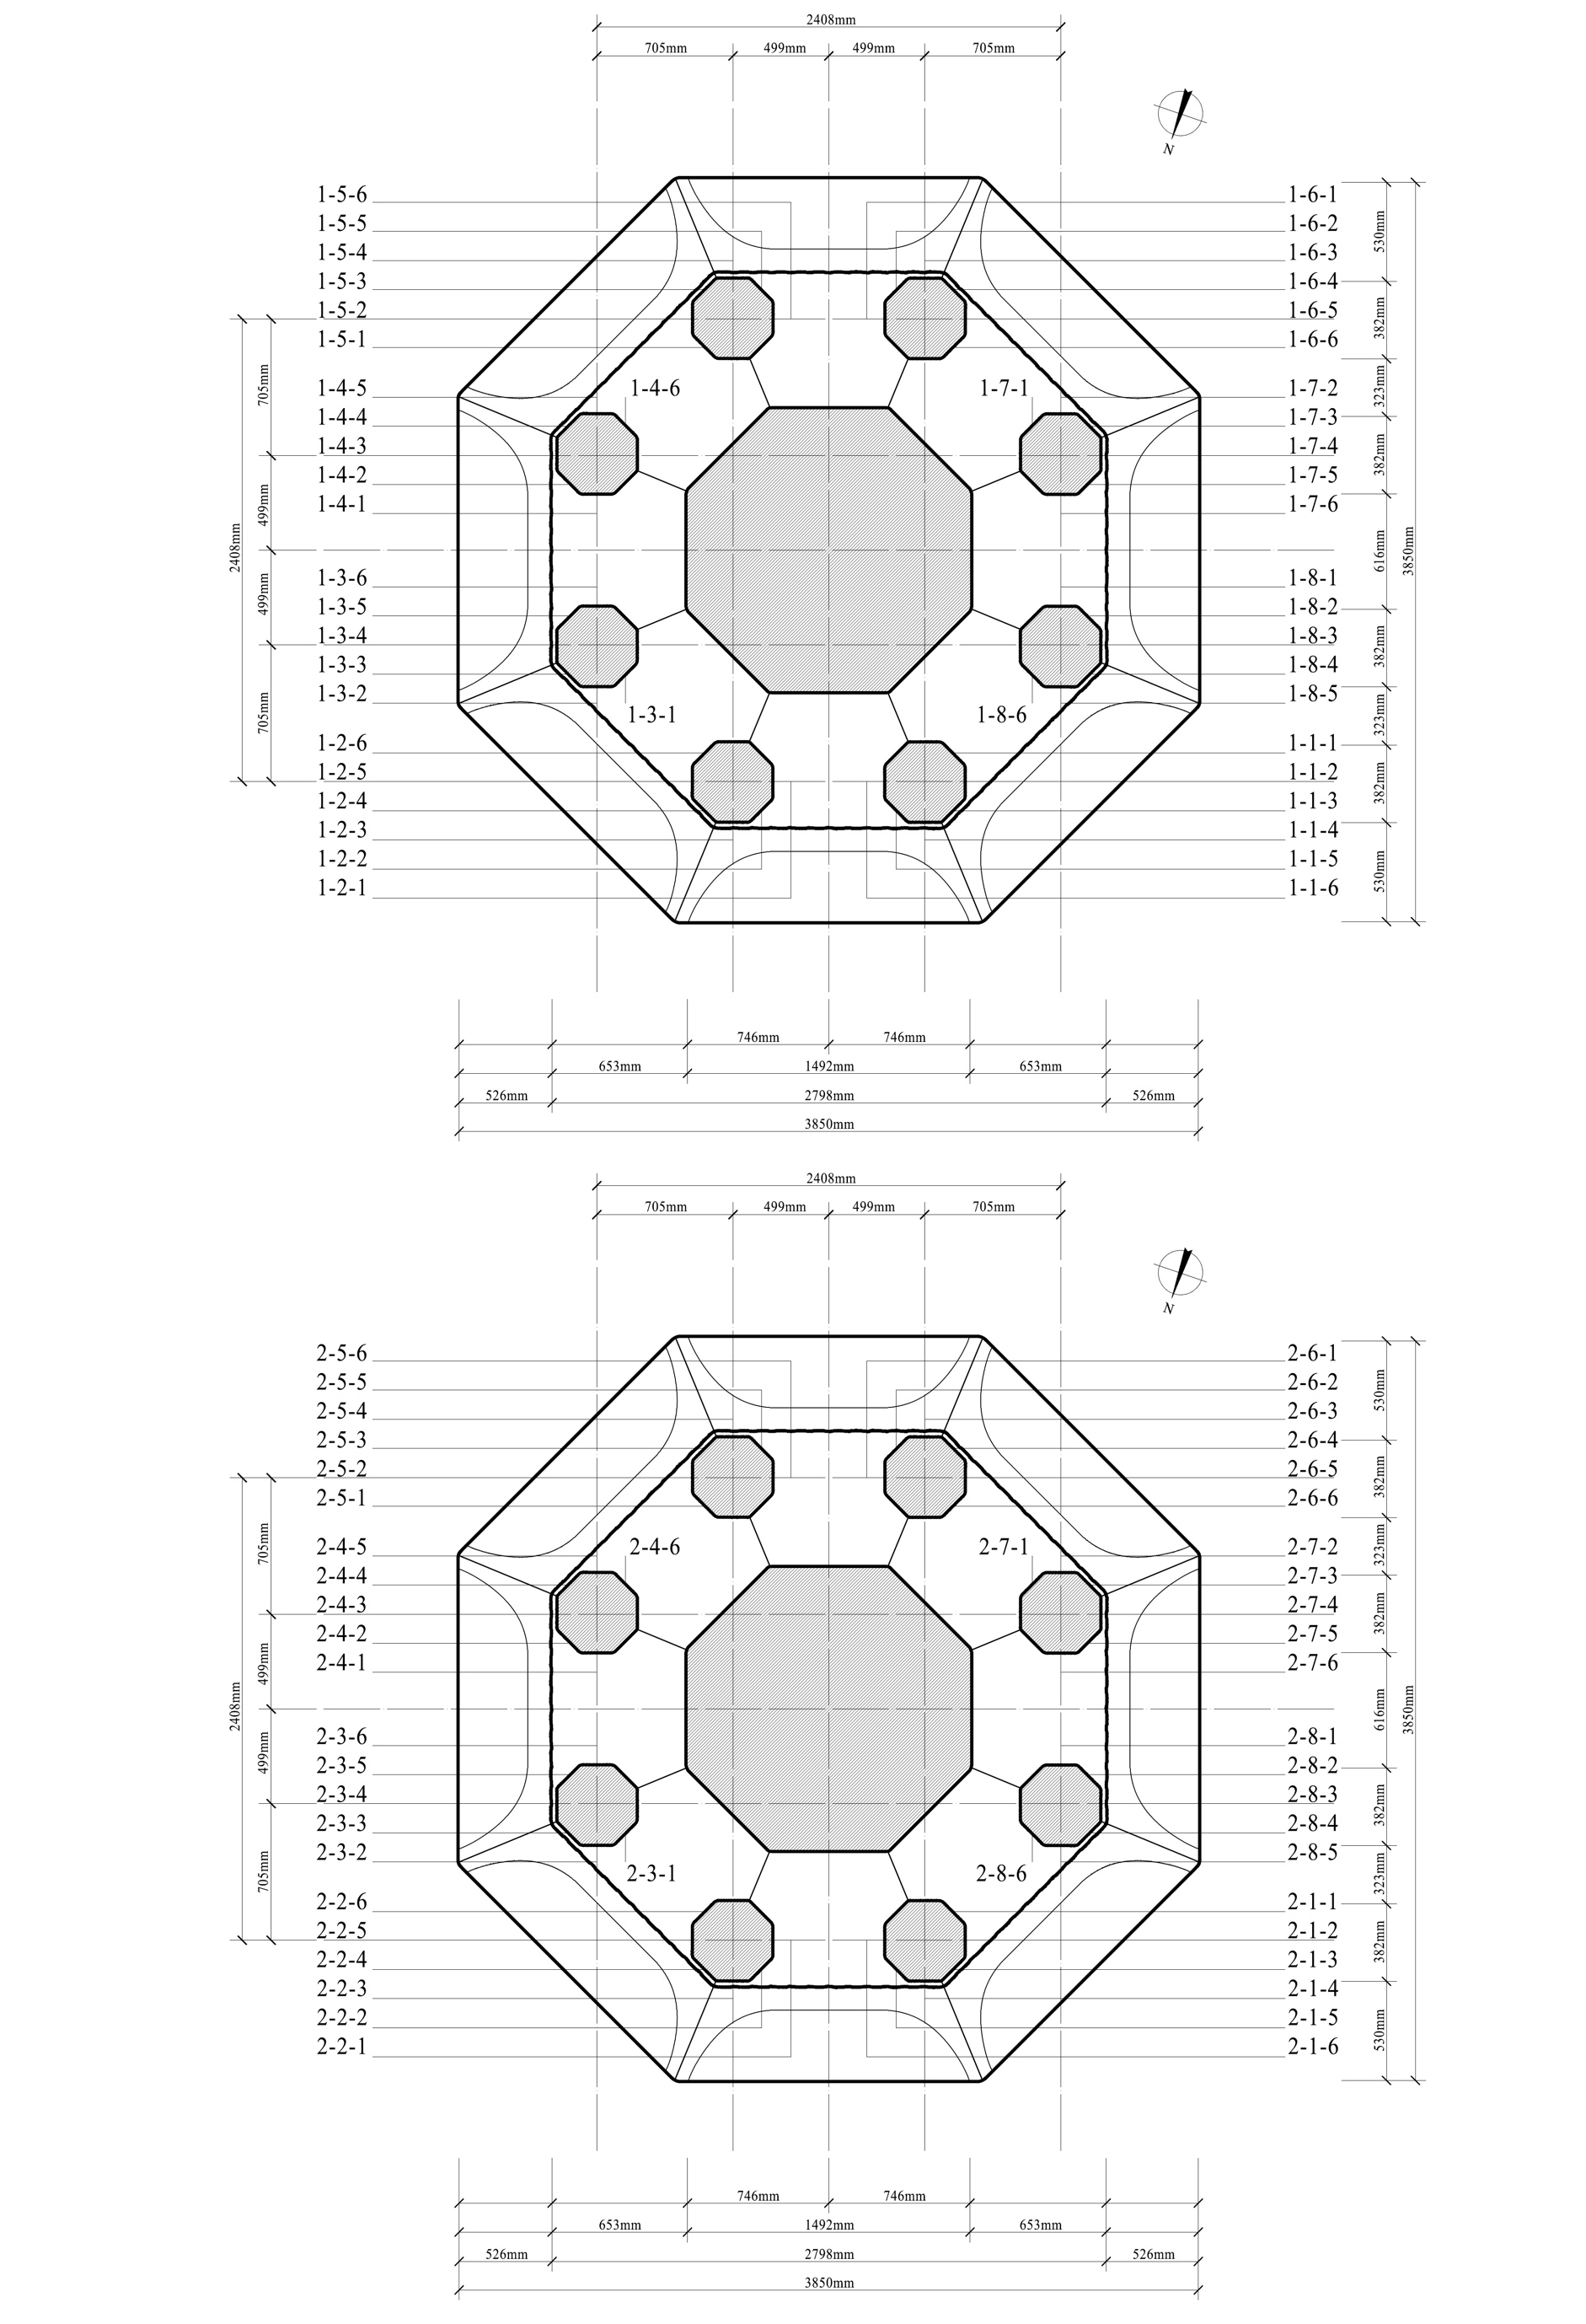 2408mm
705mm 499mm 499mm 705mm
N
1-5-6 1-6-1
1-5-5 1-6-2
1-5-4 1-6-3
1-5-3 1-6-4
1-5-2 1-6-5
1-5-1 1-6-6
1-4-6 1-7-1
1-4-5 1-7-2
1-4-4 1-7-3
1-4-3 1-7-4
1-4-2 1-7-5
1-4-1 1-7-6
1-3-6 1-8-1
1-3-5 1-8-2
1-3-4 1-8-3
1-3-3 1-8-4
1-3-2 1-8-5
1-3-1 1-8-6
1-2-6 1-1-1
1-2-5 1-1-2
1-2-4 1-1-3
1-2-3 1-1-4
1-2-2 1-1-5
1-2-1 1-1-6
705mm
499mm
499mm
705mm
2408mm
530mm
382mm
323mm
382mm
616mm
382mm
323mm
382mm
530mm
3850mm
746mm 746mm
653mm 1492mm 653mm
526mm 2798mm 526mm
3850mm
2408mm
705mm 499mm 499mm 705mm
N
2-5-6 2-6-1
2-5-5 2-6-2
2-5-4 2-6-3
2-5-3 2-6-4
2-5-2 2-6-5
2-5-1 2-6-6
2-4-6 2-7-1
2-4-5 2-7-2
2-4-4 2-7-3
2-4-3 2-7-4
2-4-2 2-7-5
2-4-1 2-7-6
2-3-6 2-8-1
2-3-5 2-8-2
2-3-4 2-8-3
2-3-3 2-8-4
2-3-2 2-8-5
2-3-1 2-8-6
2-2-6 2-1-1
2-2-5 2-1-2
2-2-4 2-1-3
2-2-3 2-1-4
2-2-2 2-1-5
2-2-1 2-1-6
705mm
499mm
499mm
705mm
2408mm
530mm
382mm
323mm
382mm
616mm
382mm
323mm
382mm
530mm
3850mm
746mm 746mm
653mm 1492mm 653mm
526mm 2798mm 526mm
3850mm